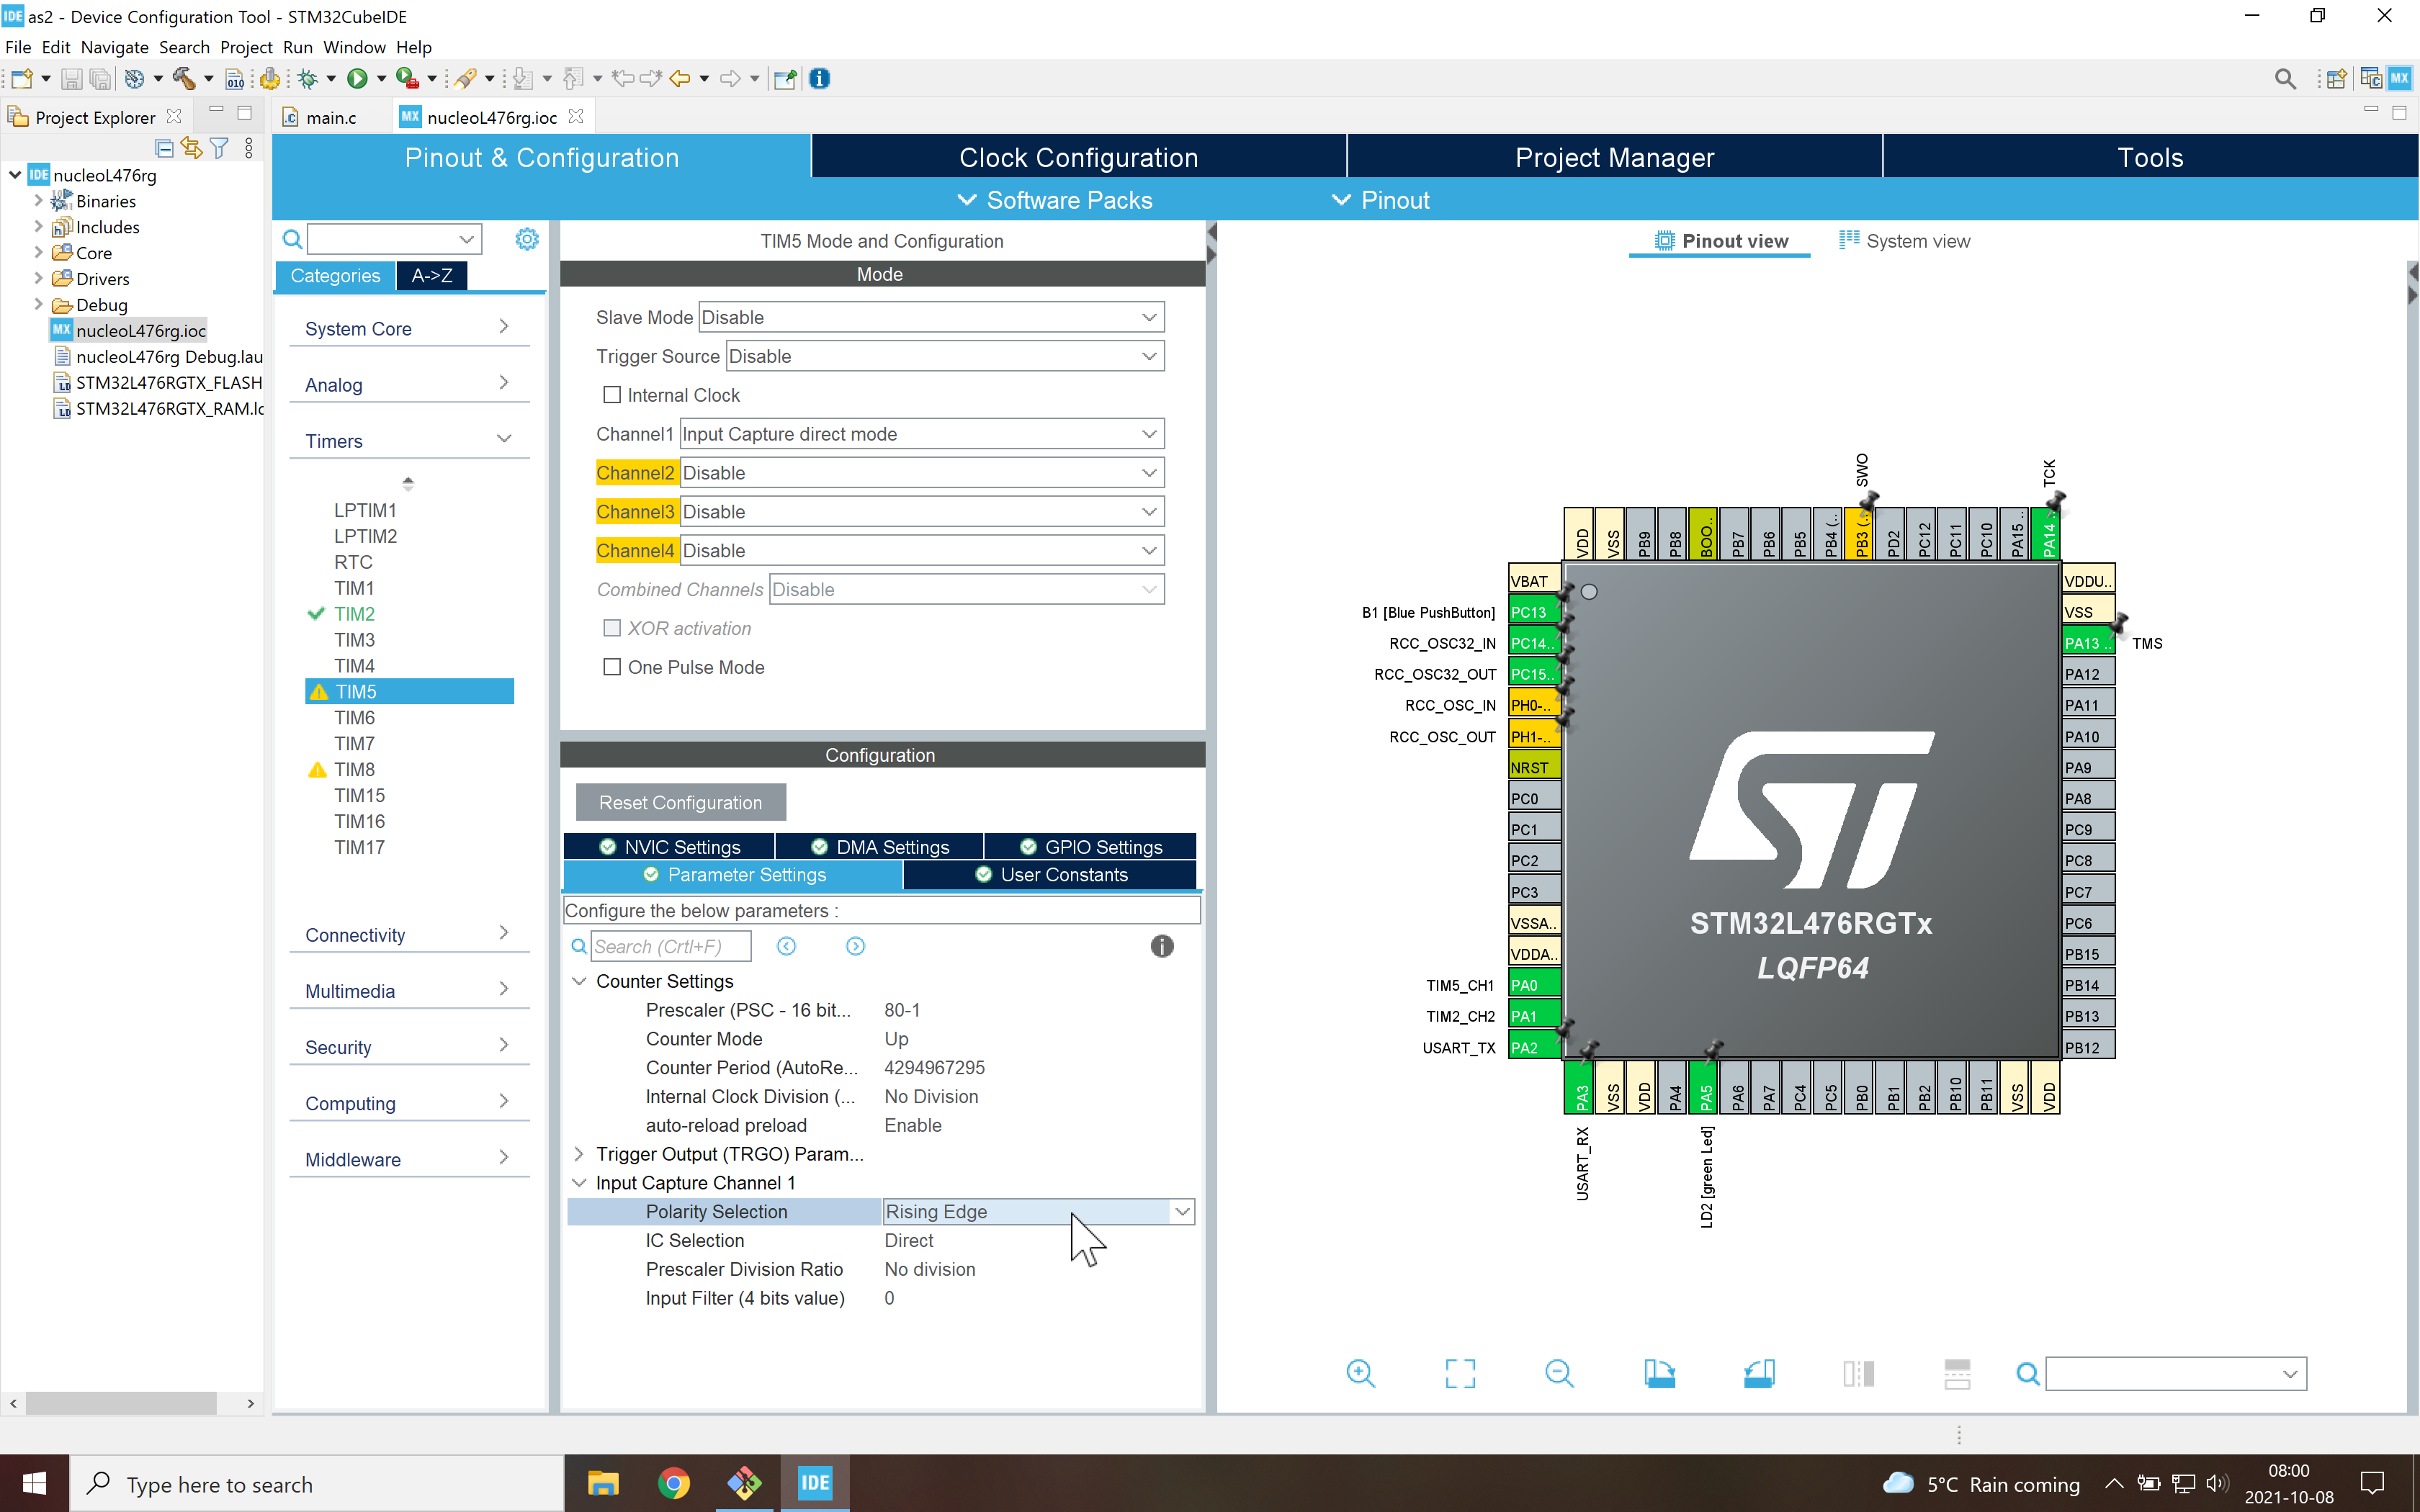 IDE as2 - Device Configuration Tool - STM32CubeIDE
File Edit Navigate Search Project Run Window Help
010
MX
Project Explorer
main.c
MX nucleoL476rg.ioc
IDE nucleoL476rg
Binaries
Includes
Core
Drivers
Debug
MX nucleoL476rg.ioc
nucleoL476rg Debug.lau
STM32L476RGTX_FLASH
STM32L476RGTX_RAM.lc
Pinout & Configuration
Clock Configuration
Project Manager
Tools
Software Packs
Pinout
Categories
A->Z
System Core
Analog
Timers
LPTIM1
LPTIM2
RTC
TIM1
TIM2
TIM3
TIM4
TIM5
TIM6
TIM7
TIM8
TIM15
TIM16
TIM17
Connectivity
Multimedia
Security
Computing
Middleware
TIM5 Mode and Configuration
Mode
Slave Mode Disable
Trigger Source Disable
Internal Clock
Channel1 Input Capture direct mode
Channel2 Disable
Channel3 Disable
Channel4 Disable
Combined Channels Disable
XOR activation
One Pulse Mode
Configuration
Reset Configuration
NVIC Settings
DMA Settings
GPIO Settings
Parameter Settings
User Constants
Configure the below parameters :
Search (Crtl+F)
i
Counter Settings
Prescaler (PSC - 16 bit... 80-1
Counter Mode Up
Counter Period (AutoRe... 4294967295
Internal Clock Division (... No Division
auto-reload preload Enable
Trigger Output (TRGO) Param...
Input Capture Channel 1
Polarity Selection Rising Edge
IC Selection Direct
Prescaler Division Ratio No division
Input Filter (4 bits value) 0
Pinout view
System view
SWO
TCK
VDD
VSS
PB9
PB8
BOO..
PB7
PB6
PB5
PB4 (..
PB3 (..
PD2
PC12
PC11
PC10
PA15 ..
PA14 ..
VBAT
B1 [Blue PushButton] PC13
RCC_OSC32_IN PC14..
RCC_OSC32_OUT PC15..
RCC_OSC_IN PH0-..
RCC_OSC_OUT PH1-..
NRST
PC0
PC1
PC2
PC3
VSSA..
VDDA..
TIM5_CH1 PA0
TIM2_CH2 PA1
USART_TX PA2
ST
STM32L476RGTx
LQFP64
VDDU..
VSS
PA13 .. TMS
PA12
PA11
PA10
PA9
PA8
PC9
PC8
PC7
PC6
PB15
PB14
PB13
PB12
PA3
VSS
VDD
PA4
PA5
PA6
PA7
PC4
PC5
PB0
PB1
PB2
PB10
PB11
VSS
VDD
USART_RX
LD2 [green Led]
Type here to search
IDE
5°C Rain coming
08:00
2021-10-08